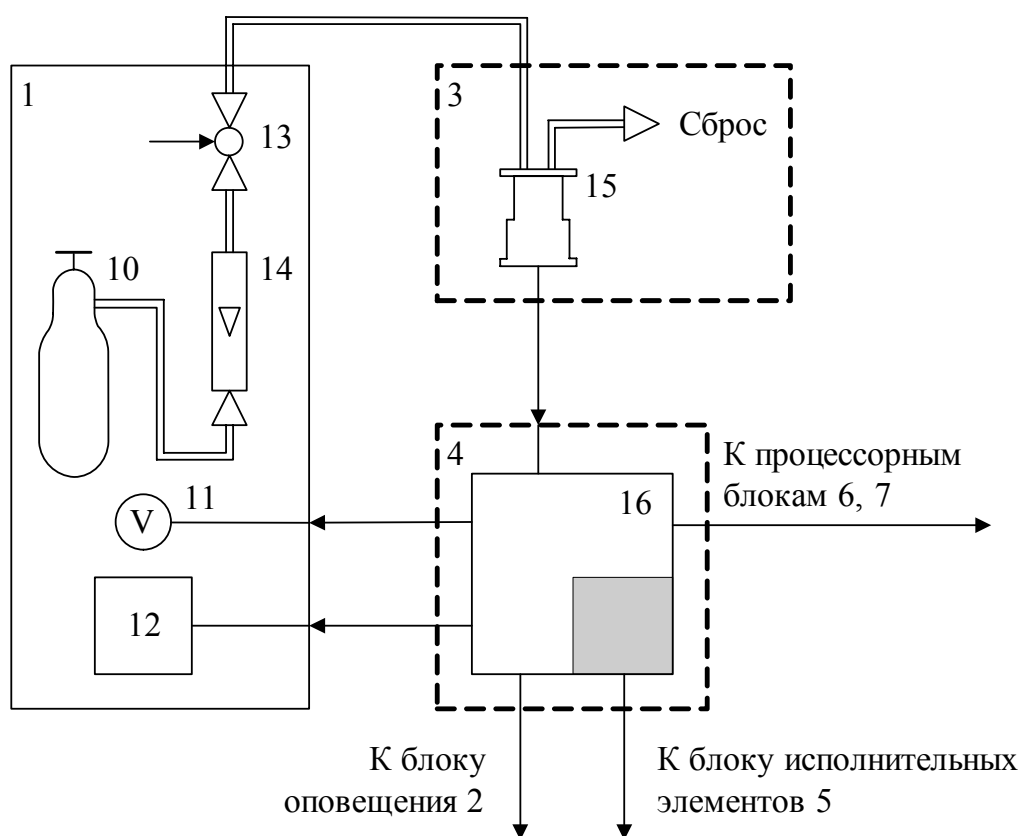 1
3
13
Сброс
15
10
14
4
К процессорным
блокам 6, 7
11
16
V
12
К блоку
оповещения 2
К блоку исполнительных
элементов 5